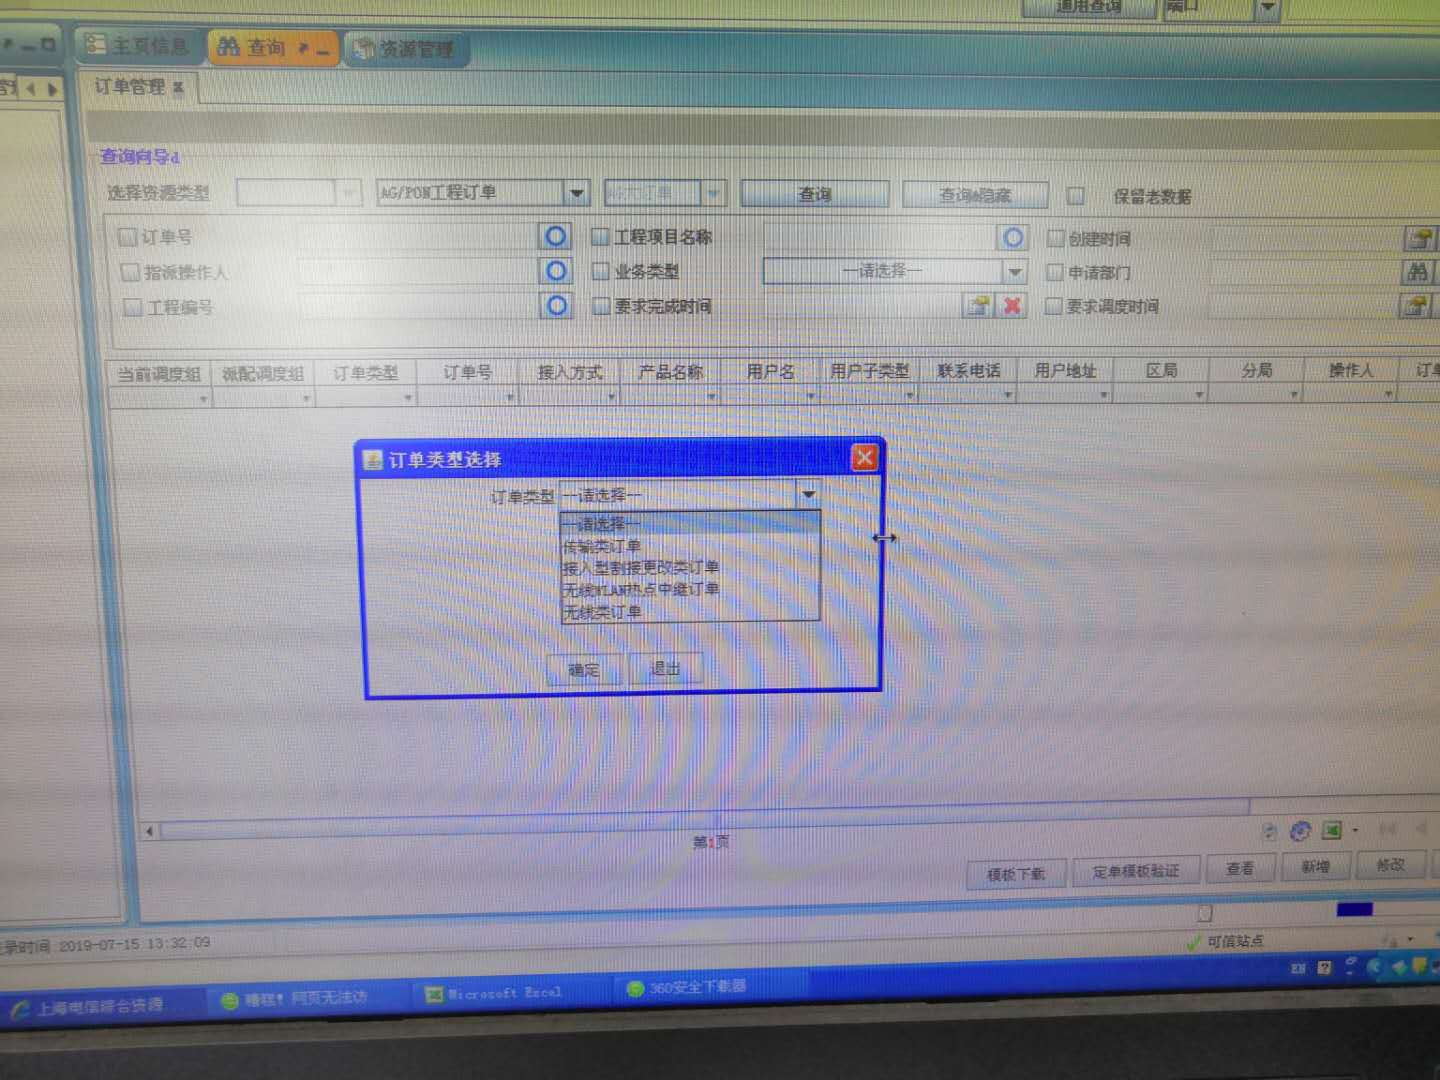 通用查询 端口
主页信息 查询 资源管理
订单管理
查询向导d
选择资源类型 AG/PON工程订单 查询 查询&隐藏 保留老数据
订单号 工程项目名称 创建时间
指派操作人 业务类型 --请选择-- 申请部门
工程编号 要求完成时间 要求调度时间
当前调度组 派配调度组 订单类型 订单号 接入方式 产品名称 用户名 用户子类型 联系电话 用户地址 区局 分局 操作人 订单
订单类型选择
订单类型 --请选择--
--请选择--
传输类订单
接入型割接更改类订单
无线WLAN热点中继订单
无线类订单
确定 退出
第1页
模板下载 定单模板验证 查看 新增 修改
录时间 2019-07-15 13:32:09 可信站点
上海电信综合资源... 糟糕！网页无法访 Microsoft Excel 360安全下载器 EN